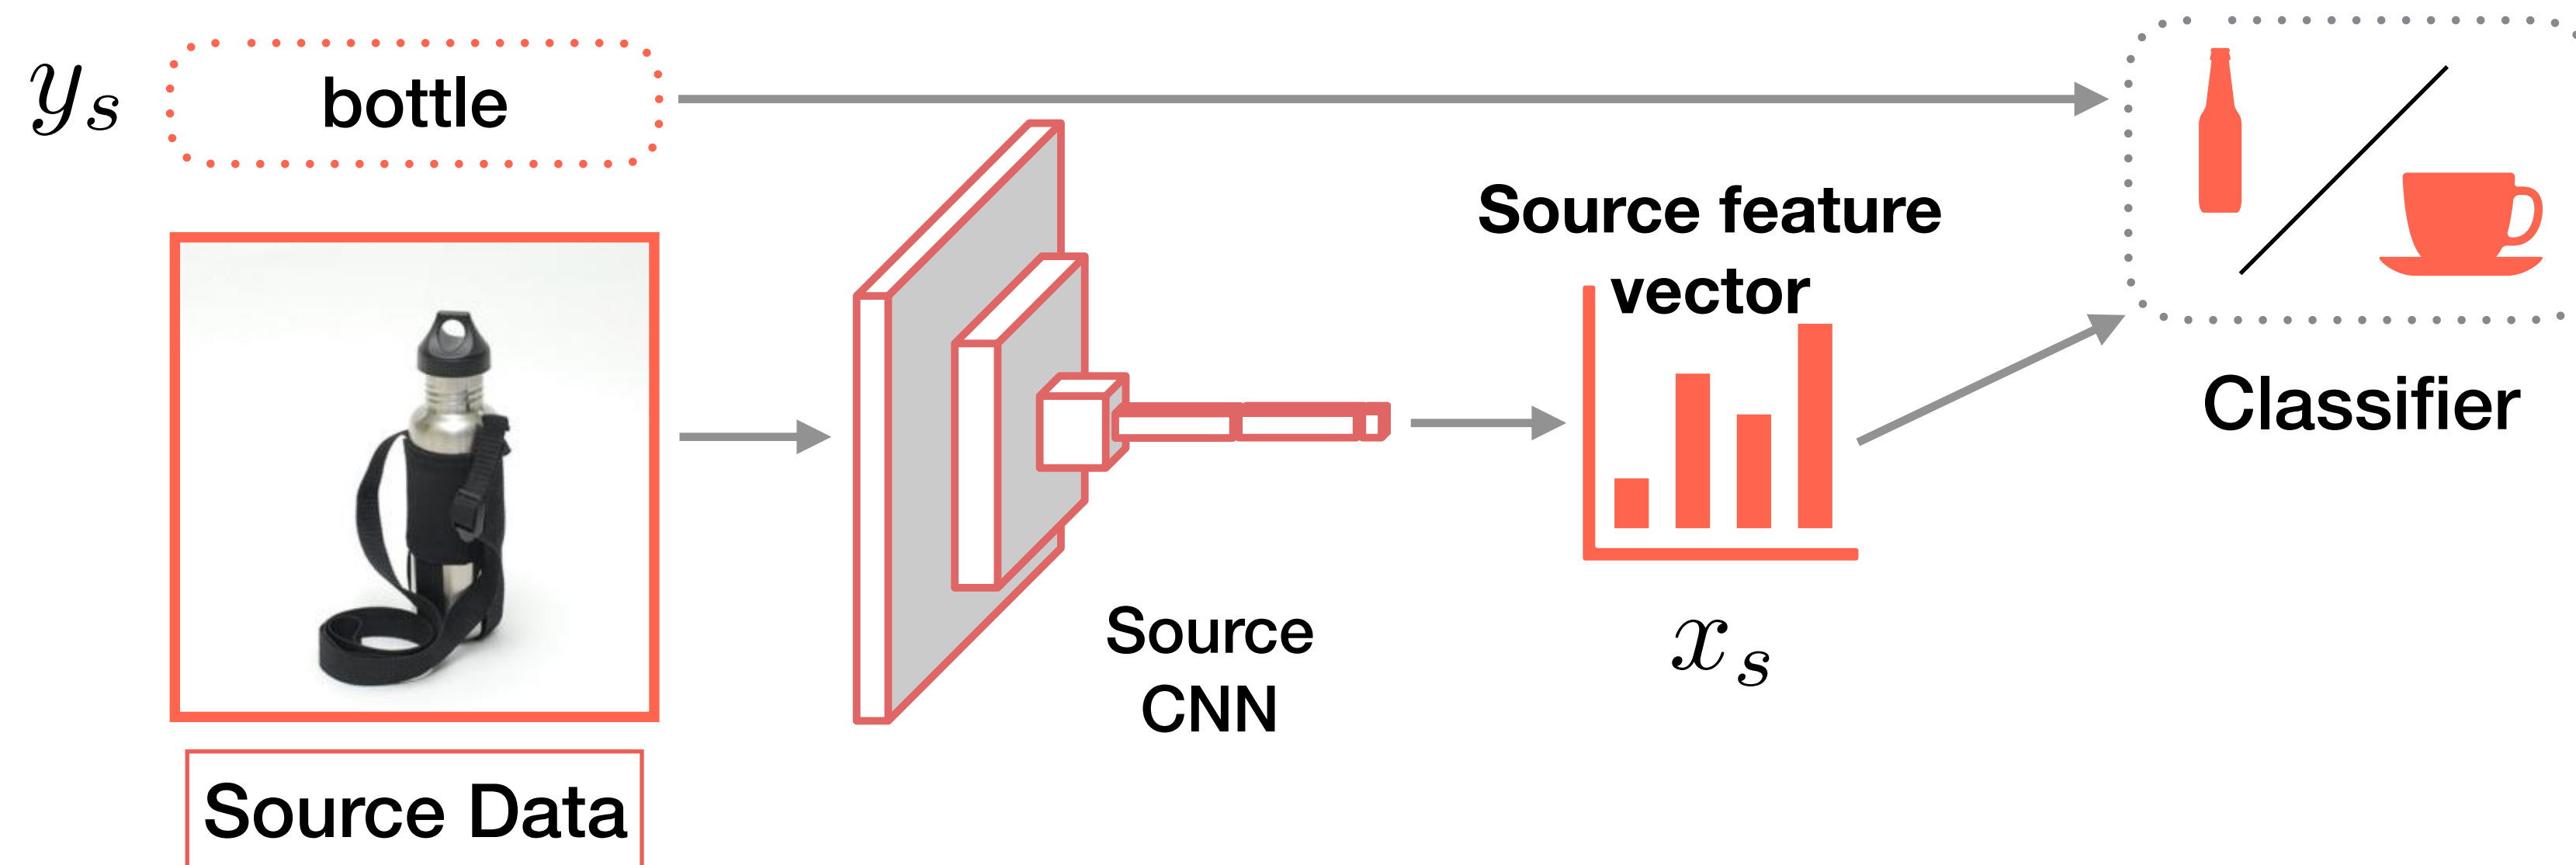 y_s
bottle
Source feature
vector
Classifier
Source
CNN
x_s
Source Data